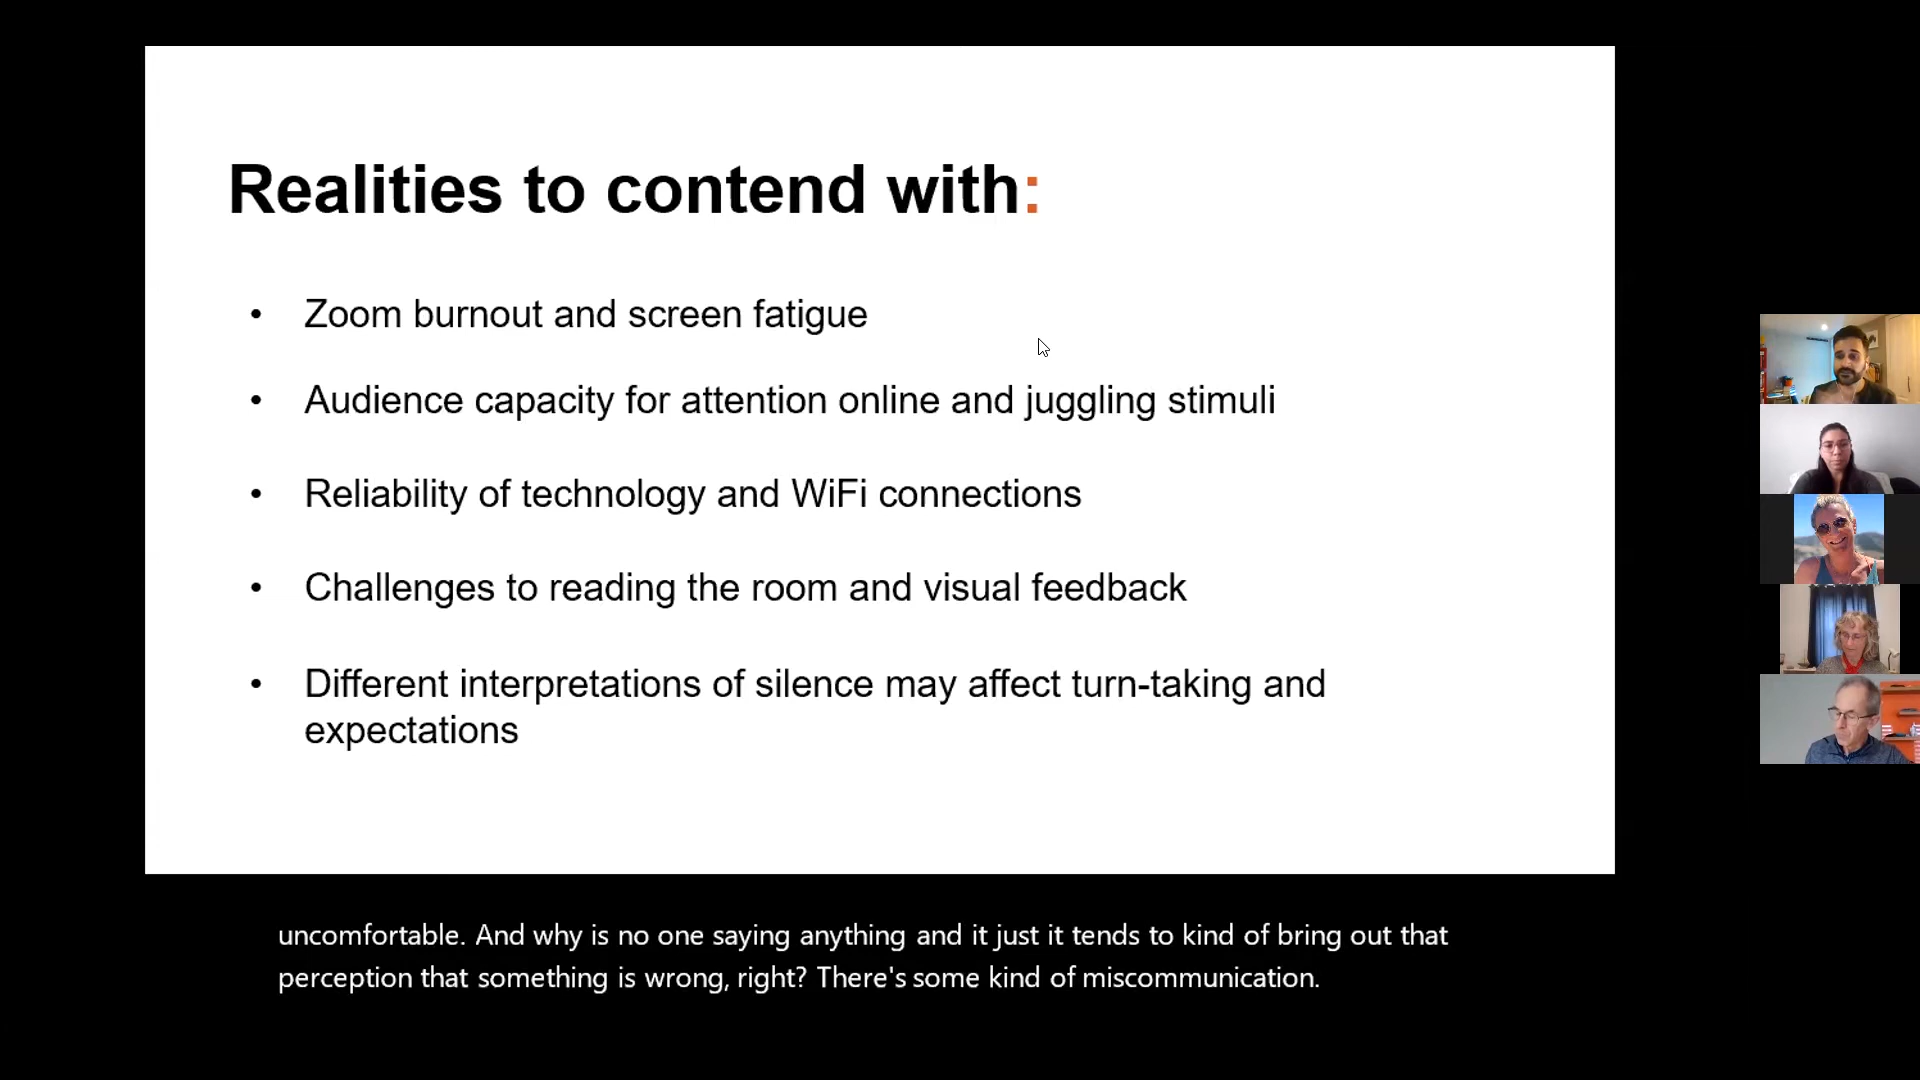 Realities to contend with:
• Zoom burnout and screen fatigue
• Audience capacity for attention online and juggling stimuli
• Reliability of technology and WiFi connections
• Challenges to reading the room and visual feedback
• Different interpretations of silence may affect turn-taking and
expectations
uncomfortable. And why is no one saying anything and it just it tends to kind of bring out that
perception that something is wrong, right? There's some kind of miscommunication.